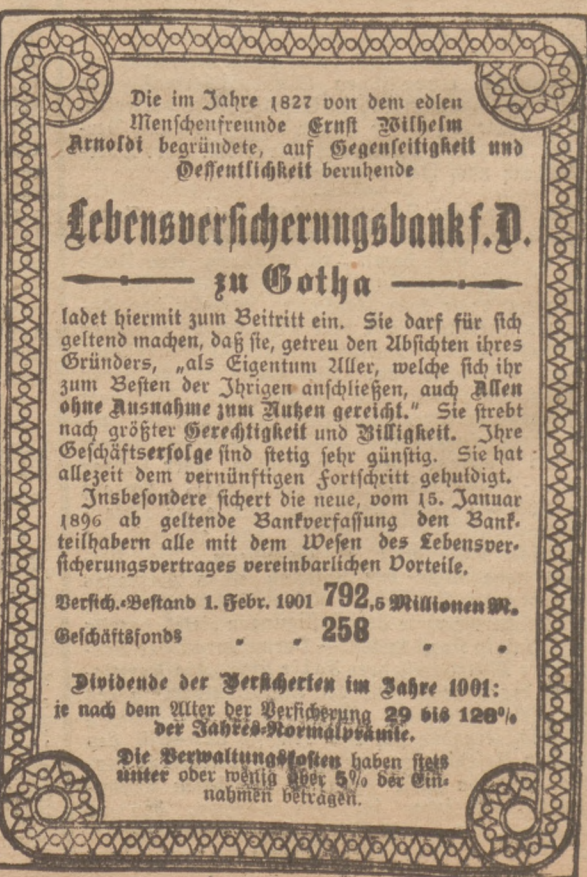 Die im Jahre 1827 von dem edlen
Menschenfreunde Ernst Wilhelm
Arnoldi begründete, auf Gegenseitigkeit und
Oeffentlichkeit beruhende
Lebensversicherungsbank f. D.
zu Gotha
ladet hiermit zum Beitritt ein. Sie darf für sich
geltend machen, daß sie, getreu den Absichten ihres
Gründers, „als Eigentum Aller, welche sich ihr
zum Besten der Ihrigen anschließen, auch Allen
ohne Ausnahme zum Nutzen gereicht.“ Sie strebt
nach größter Gerechtigkeit und Billigkeit. Ihre
Geschäftserfolge sind stetig sehr günstig. Sie hat
allezeit dem vernünftigen Fortschritt gehuldigt.
Insbesondere sichert die neue, vom 15. Januar
1896 ab geltende Bankverfassung den Bank-
teilhabern alle mit dem Wesen des Lebensver-
sicherungsvertrages vereinbarlichen Vorteile.
Versich.-Bestand 1. Febr. 1901 792,5 Millionen M.
Geschäftsfonds „ „ 258 „ „
Dividende der Versicherten im Jahre 1901:
je nach dem Alter der Versicherung 29 bis 128%
der Jahres-Normalprämie.
Die Verwaltungskosten haben stets
unter oder wenig über 5% der Ein-
nahmen betragen.